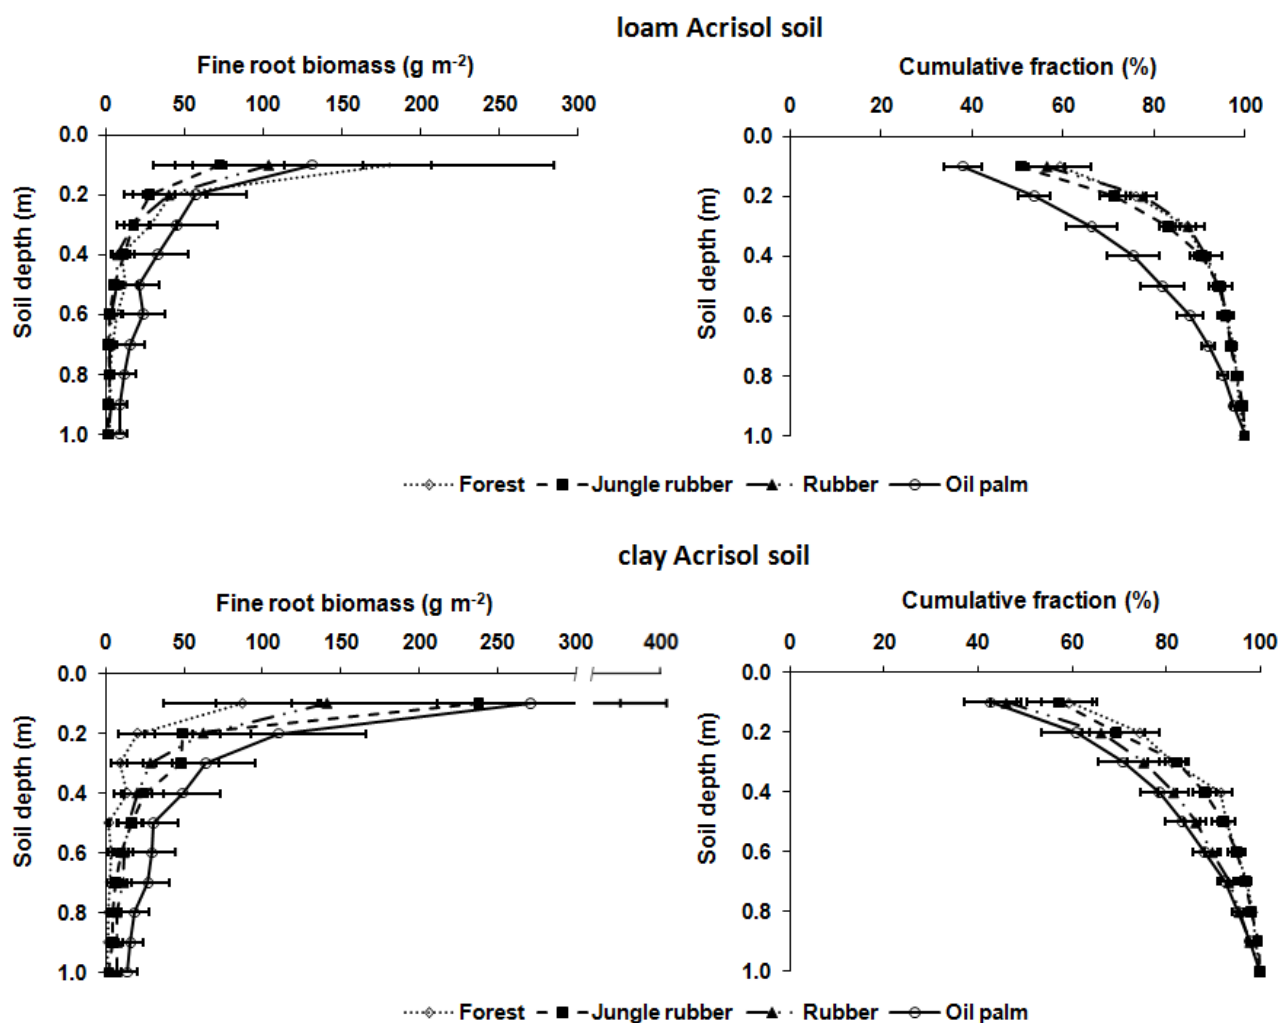 loam Acrisol soil
Fine root biomass (g m-2)
0 50 100 150 200 250 300
0.0
0.2
0.4
0.6
0.8
1.0
Soil depth (m)
Cumulative fraction (%)
0 20 40 60 80 100
0.0
0.2
0.4
0.6
0.8
1.0
Soil depth (m)
Forest Jungle rubber Rubber Oil palm
clay Acrisol soil
Fine root biomass (g m-2)
0 50 100 150 200 250 300 400
0.0
0.2
0.4
0.6
0.8
1.0
Soil depth (m)
Cumulative fraction (%)
0 20 40 60 80 100
0.0
0.2
0.4
0.6
0.8
1.0
Soil depth (m)
Forest Jungle rubber Rubber Oil palm